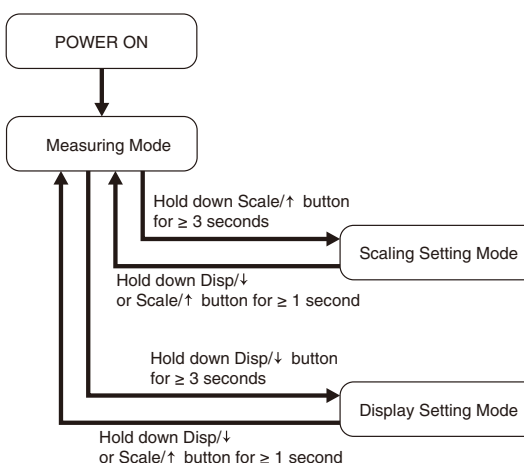 POWER ON
Measuring Mode
Hold down Scale/↑ button
for ≥ 3 seconds
Scaling Setting Mode
Hold down Disp/↓
or Scale/↑ button for ≥ 1 second
Hold down Disp/↓ button
for ≥ 3 seconds
Display Setting Mode
Hold down Disp/↓
or Scale/↑ button for ≥ 1 second